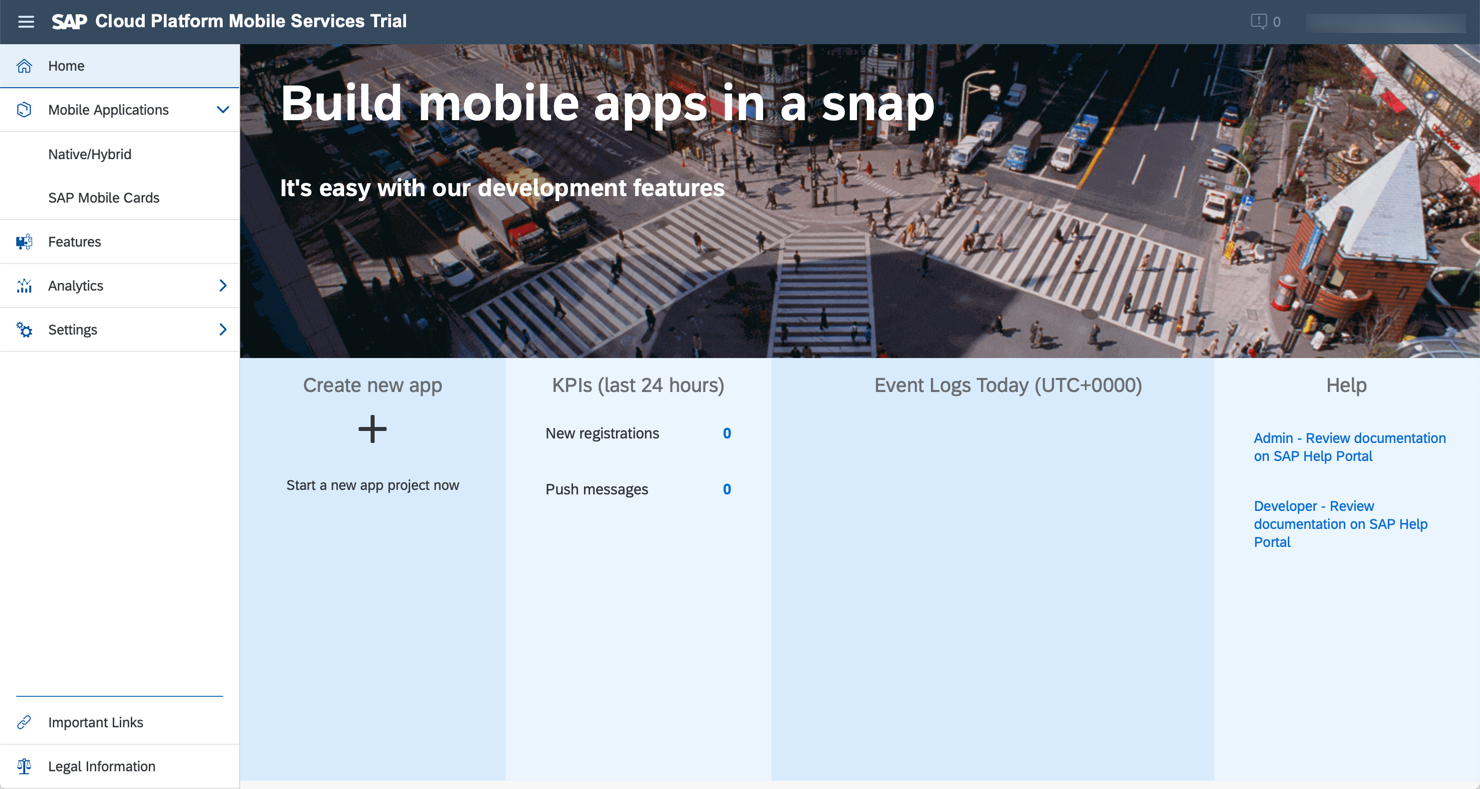 SAP Cloud Platform Mobile Services Trial
0
Home
Mobile Applications
Native/Hybrid
SAP Mobile Cards
Features
Analytics
Settings
Important Links
Legal Information
Build mobile apps in a snap
It's easy with our development features
Create new app
Start a new app project now
KPIs (last 24 hours)
New registrations 0
Push messages 0
Event Logs Today (UTC+0000)
Help
Admin - Review documentation
on SAP Help Portal
Developer - Review
documentation on SAP Help
Portal